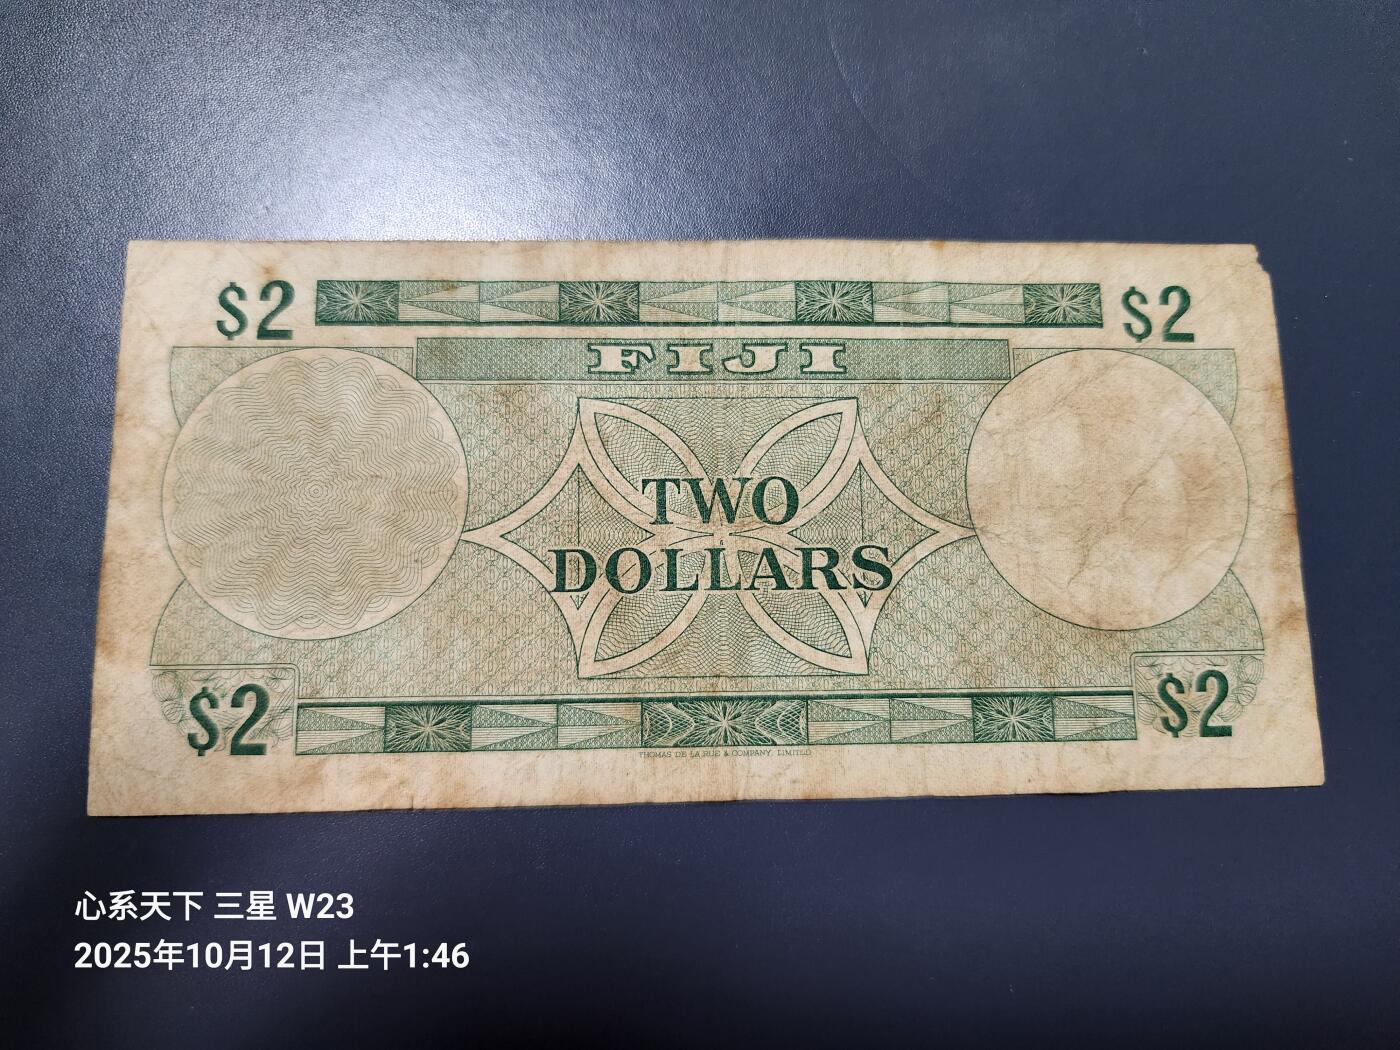 $2 $2
FIJI
TWO
DOLLARS
$2 $2
THOMAS DE LA RUE & COMPANY, LIMITED
心系天下 三星 W23
2025年10月12日 上午1:46